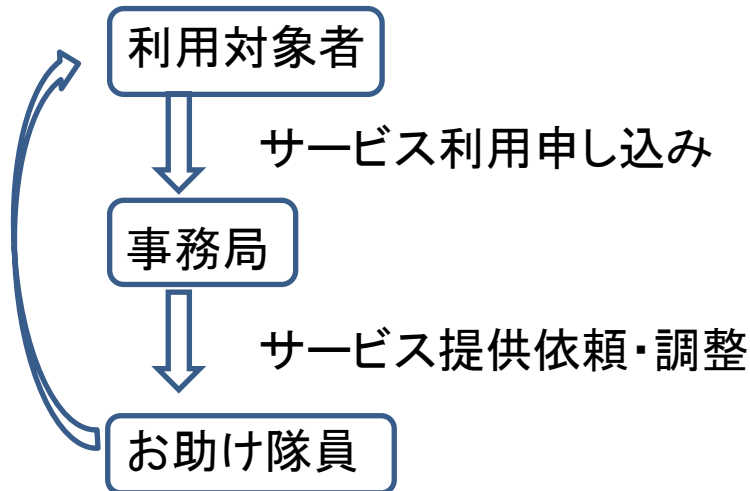 利用対象者
サービス利用申し込み
事務局
サービス提供依頼・調整
お助け隊員